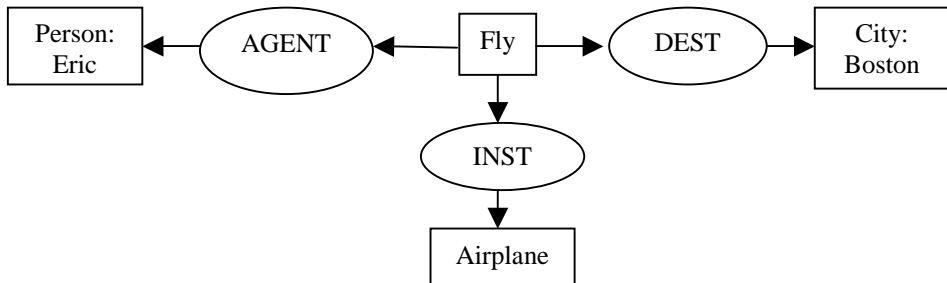 Person:
Eric
AGENT
Fly
DEST
City:
Boston
INST
Airplane